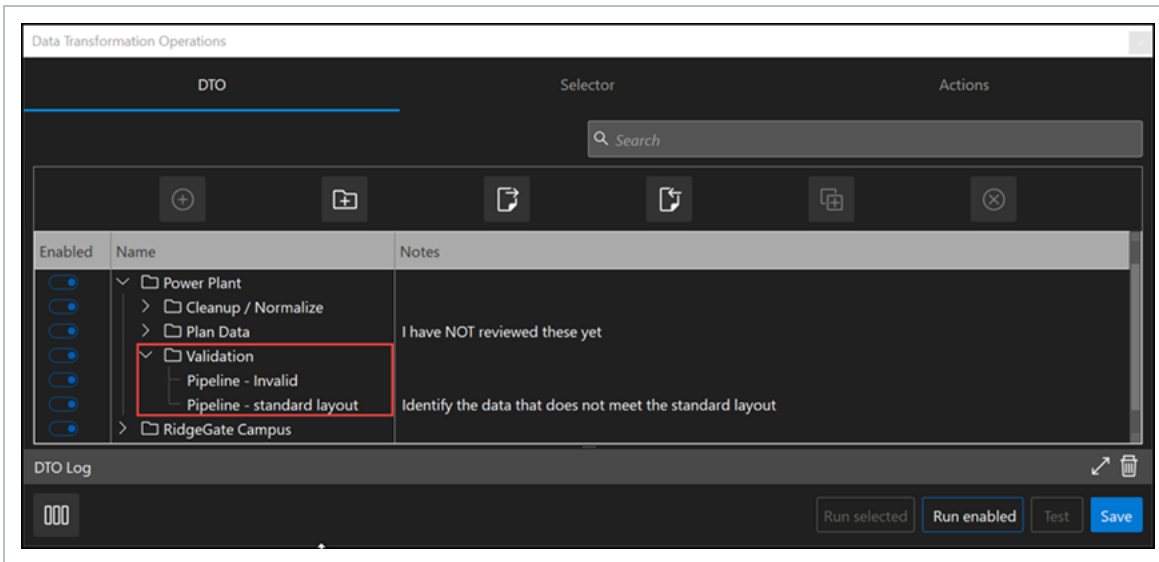 Data Transformation Operations
DTO Selector Actions
Search
Enabled Name Notes
Power Plant
Cleanup / Normalize
Plan Data I have NOT reviewed these yet
Validation
Pipeline - Invalid
Pipeline - standard layout Identify the data that does not meet the standard layout
RidgeGate Campus
DTO Log
Run selected Run enabled Test Save